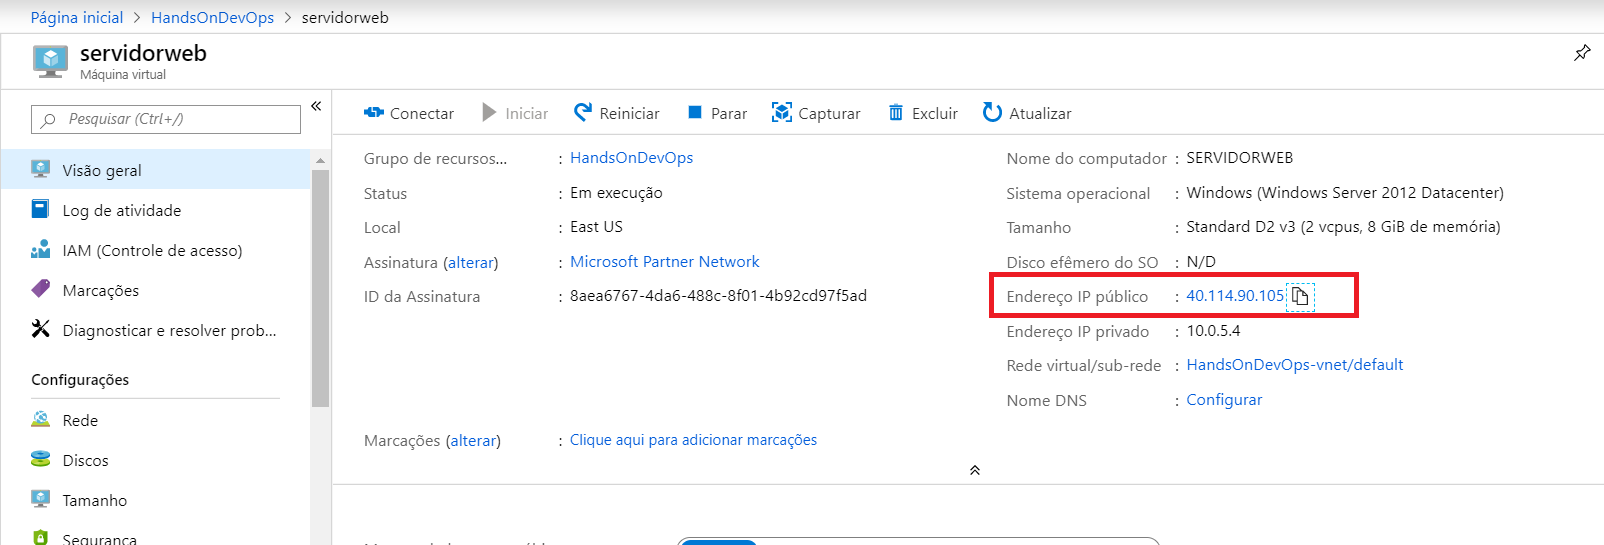 Página inicial > HandsOnDevOps > servidorweb
servidorweb
Máquina virtual
Pesquisar (Ctrl+/)
«
Visão geral
Log de atividade
IAM (Controle de acesso)
Marcações
Diagnosticar e resolver prob...
Configurações
Rede
Discos
Tamanho
Segurança
Conectar Iniciar Reiniciar Parar Capturar Excluir Atualizar
Grupo de recursos... : HandsOnDevOps
Status : Em execução
Local : East US
Assinatura (alterar) : Microsoft Partner Network
ID da Assinatura : 8aea6767-4da6-488c-8f01-4b92cd97f5ad
Nome do computador : SERVIDORWEB
Sistema operacional : Windows (Windows Server 2012 Datacenter)
Tamanho : Standard D2 v3 (2 vcpus, 8 GiB de memória)
Disco efêmero do SO : N/D
Endereço IP público : 40.114.90.105
Endereço IP privado : 10.0.5.4
Rede virtual/sub-rede : HandsOnDevOps-vnet/default
Nome DNS : Configurar
Marcações (alterar) : Clique aqui para adicionar marcações